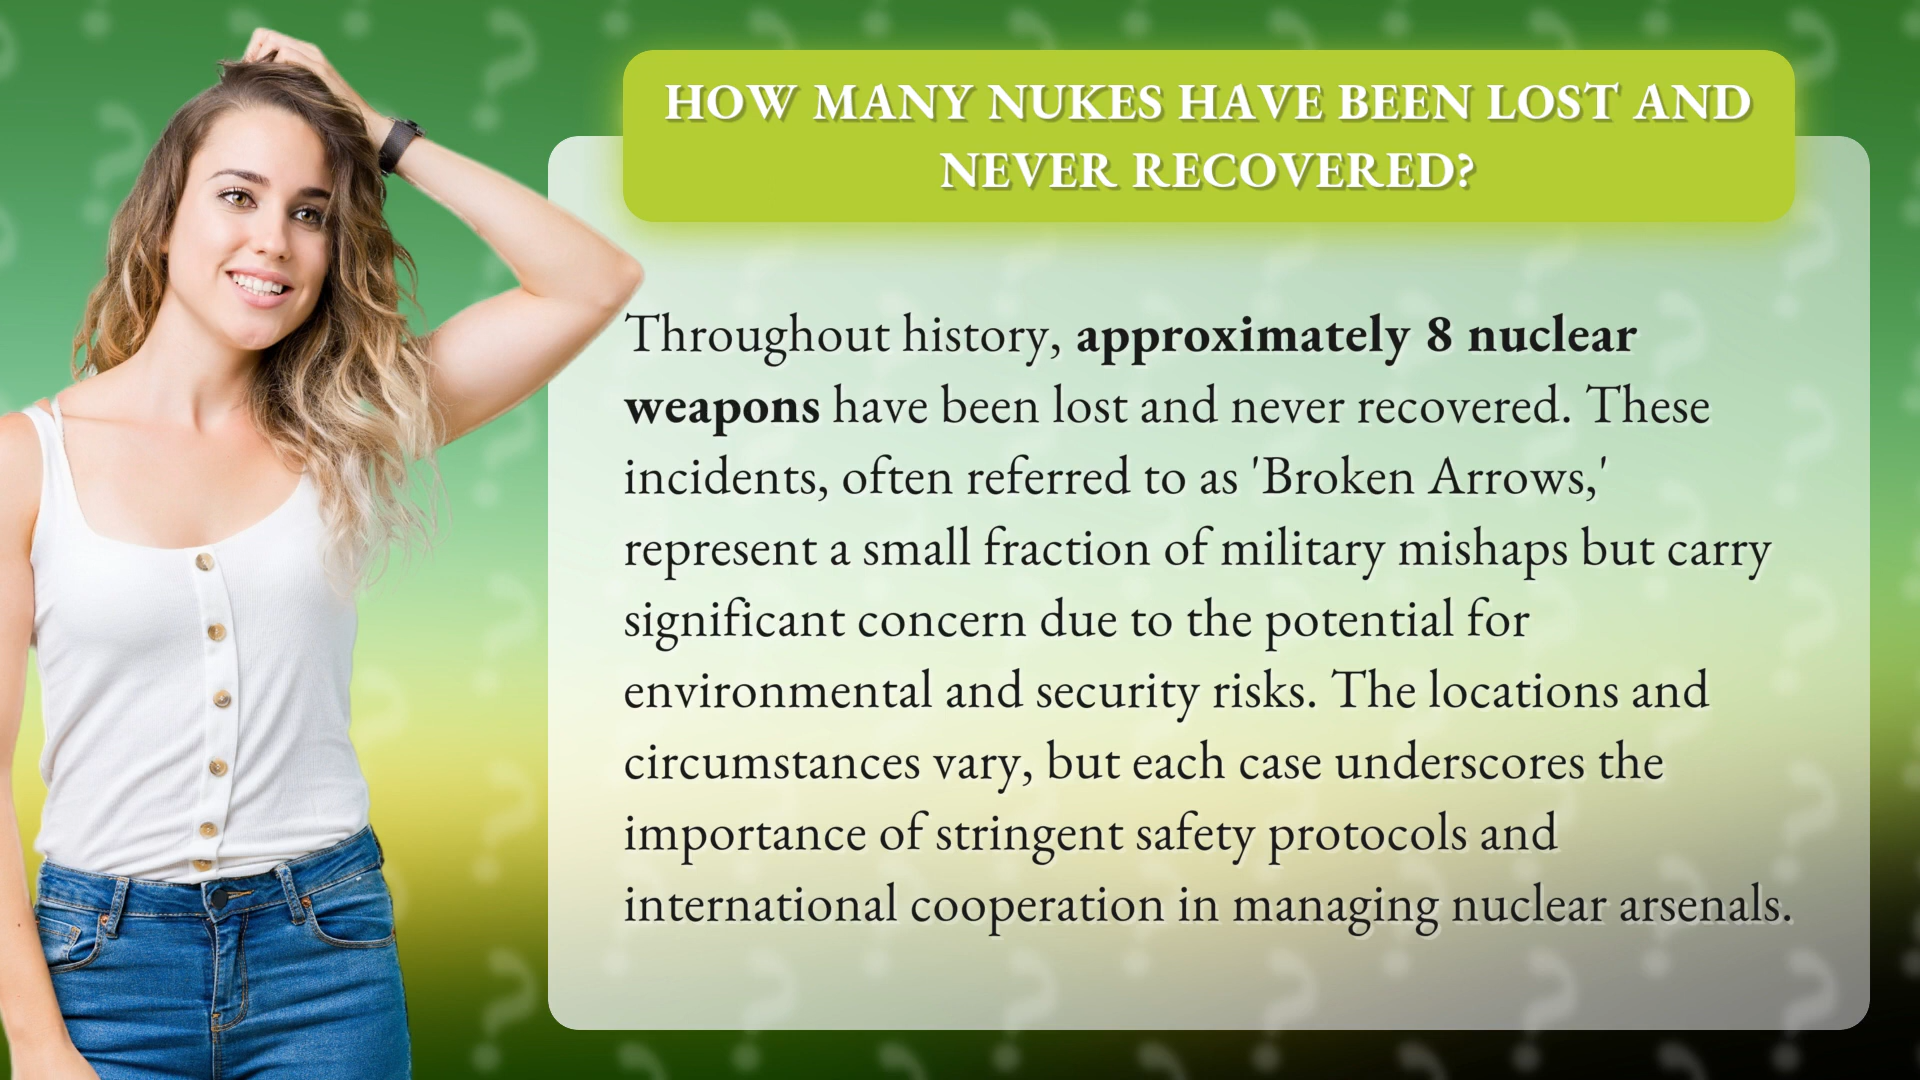 HOW MANY NUKES HAVE BEEN LOST AND
NEVER RECOVERED?
Throughout history, approximately 8 nuclear
weapons have been lost and never recovered. These
incidents, often referred to as 'Broken Arrows,'
represent a small fraction of military mishaps but carry
significant concern due to the potential for
environmental and security risks. The locations and
circumstances vary, but each case underscores the
importance of stringent safety protocols and
international cooperation in managing nuclear arsenals.